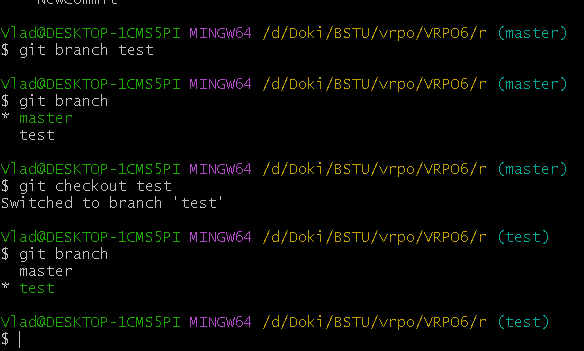 NewCommit
Vlad@DESKTOP-1CMS5PI MINGW64 /d/Doki/BSTU/vrpo/VRPO6/r (master)
$ git branch test
Vlad@DESKTOP-1CMS5PI MINGW64 /d/Doki/BSTU/vrpo/VRPO6/r (master)
$ git branch
* master
test
Vlad@DESKTOP-1CMS5PI MINGW64 /d/Doki/BSTU/vrpo/VRPO6/r (master)
$ git checkout test
Switched to branch 'test'
Vlad@DESKTOP-1CMS5PI MINGW64 /d/Doki/BSTU/vrpo/VRPO6/r (test)
$ git branch
master
* test
Vlad@DESKTOP-1CMS5PI MINGW64 /d/Doki/BSTU/vrpo/VRPO6/r (test)
$